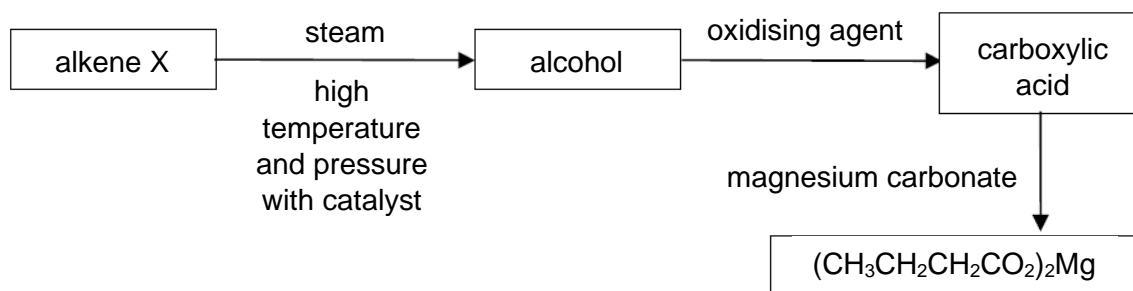 alkene X
steam
high
temperature
and pressure
with catalyst
alcohol
oxidising agent
carboxylic
acid
magnesium carbonate
(CH₃CH₂CH₂CO₂)₂Mg